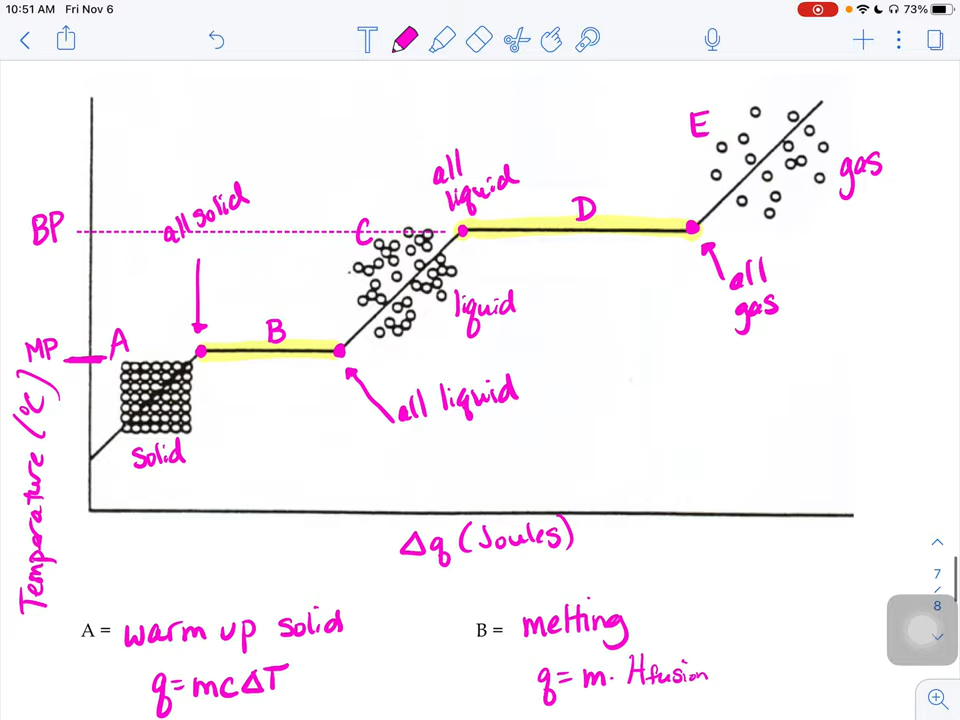 10:51 AM Fri Nov 6
73%
T
E
gas
all
liquid
D
BP
all solid
C
all
gas
liquid
B
MP
A
all liquid
solid
Temperature (°C)
Δq (Joules)
7
/
8
A = warm up solid
q = mcΔT
B = melting
q = m · Hfusion